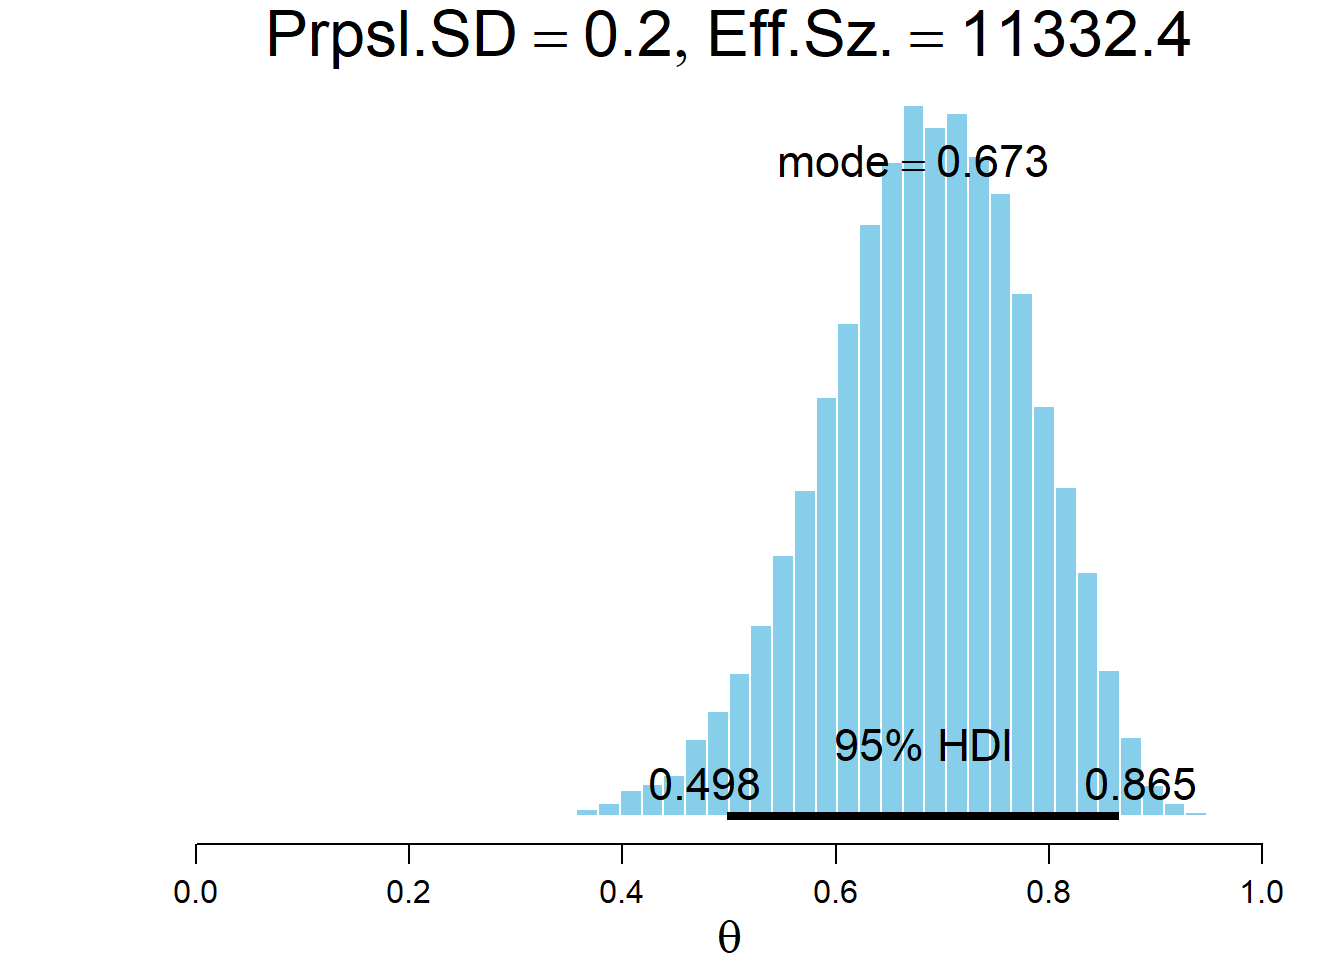 Prpsl.SD = 0.2, Eff.Sz. = 11332.4
mode = 0.673
95% HDI
0.498 0.865
0.0 0.2 0.4 0.6 0.8 1.0
θ